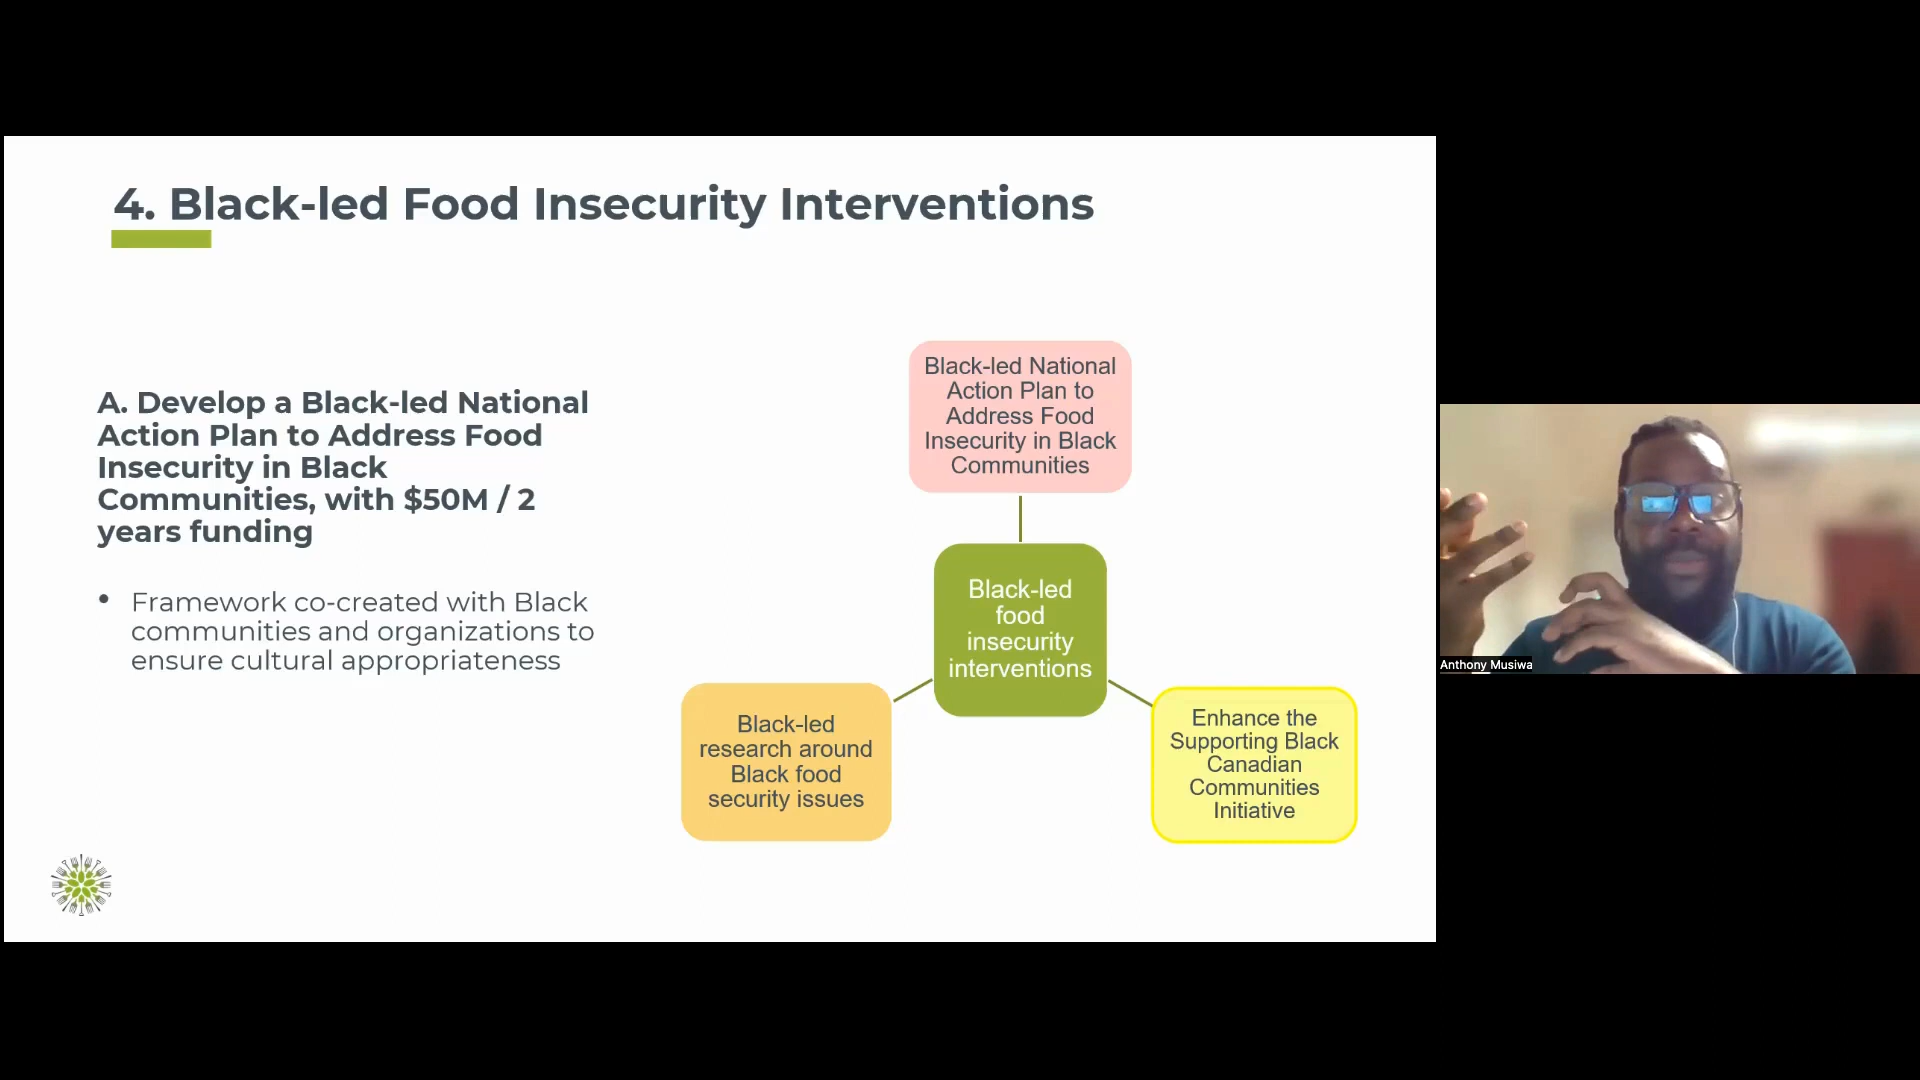 4. Black-led Food Insecurity Interventions
A. Develop a Black-led National
Action Plan to Address Food
Insecurity in Black
Communities, with $50M / 2
years funding
• Framework co-created with Black
communities and organizations to
ensure cultural appropriateness
Black-led National
Action Plan to
Address Food
Insecurity in Black
Communities
Black-led
food
insecurity
interventions
Black-led
research around
Black food
security issues
Enhance the
Supporting Black
Canadian
Communities
Initiative
Anthony Musiwa